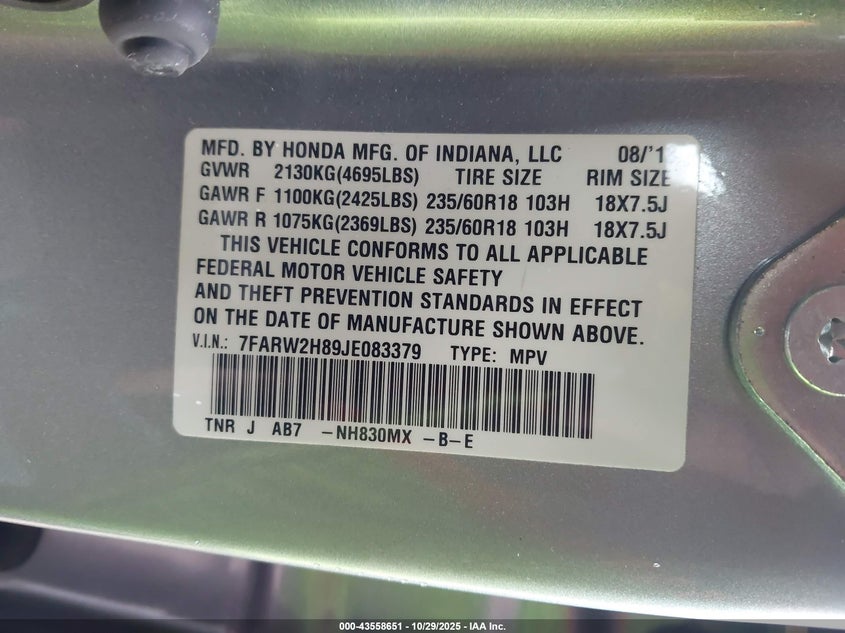 MFD. BY HONDA MFG. OF INDIANA, LLC 08/'1
GVWR 2130KG(4695LBS) TIRE SIZE RIM SIZE
GAWR F 1100KG(2425LBS) 235/60R18 103H 18X7.5J
GAWR R 1075KG(2369LBS) 235/60R18 103H 18X7.5J
THIS VEHICLE CONFORMS TO ALL APPLICABLE
FEDERAL MOTOR VEHICLE SAFETY
AND THEFT PREVENTION STANDARDS IN EFFECT
ON THE DATE OF MANUFACTURE SHOWN ABOVE.
V.I.N.: 7FARW2H89JE083379 TYPE: MPV
TNR J AB7 -NH830MX -B-E
000-43558651 - 10/29/2025 - IAA Inc.